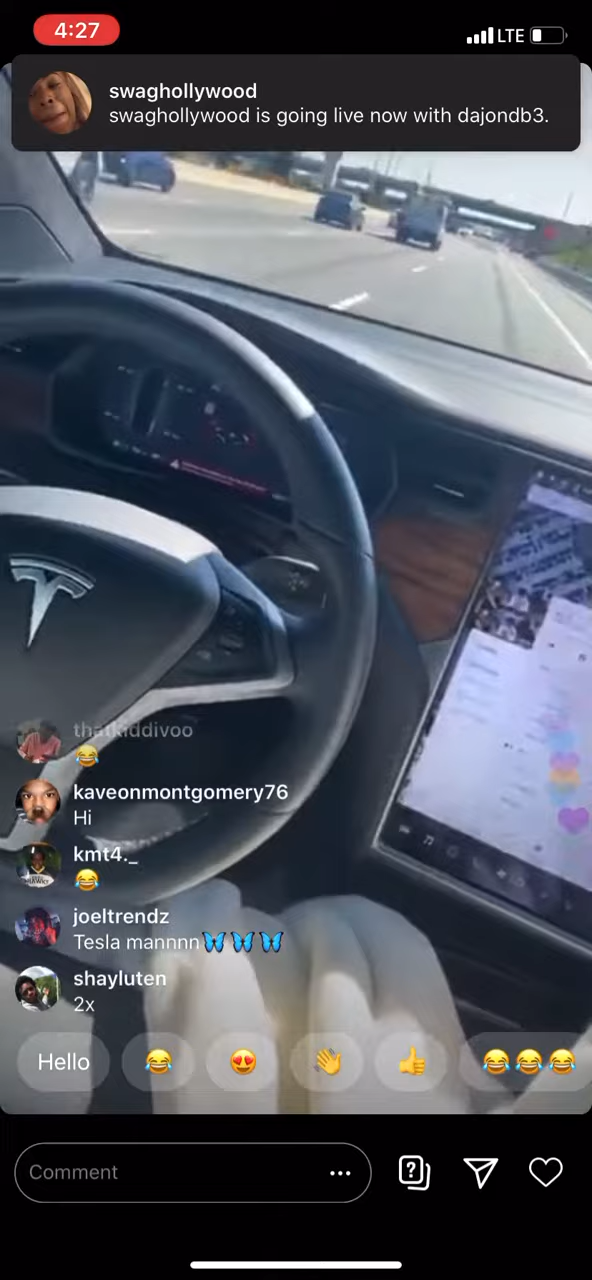 4:27
LTE
swaghollywood
swaghollywood is going live now with dajondb3.
thatkiddivoo
😂
kaveonmontgomery76
Hi
kmt4._
😂
joeltrendz
Tesla mannnn🦋🦋🦋
shayluten
2x
Hello 😂 😍 👋 👍 😂😂😂
Comment